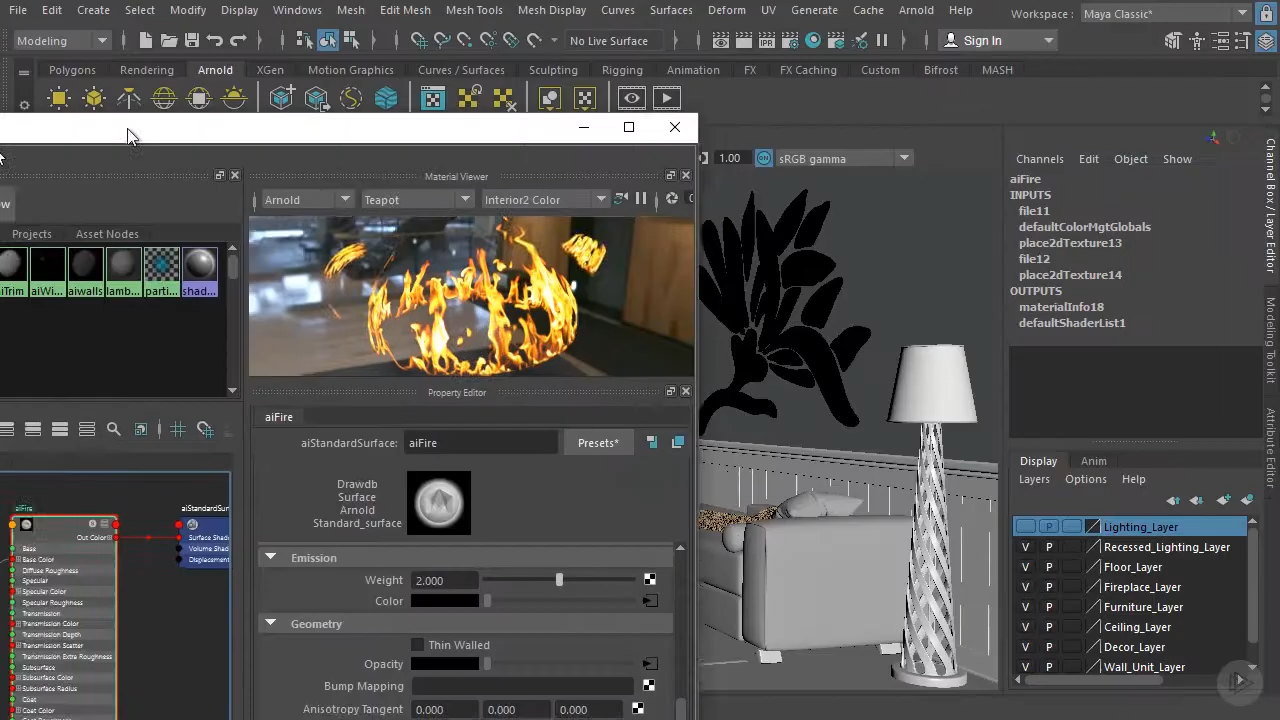 File Edit Create Select Modify Display Windows Mesh Edit Mesh Mesh Tools Mesh Display Curves Surfaces Deform UV Generate Cache Arnold Help Workspace : Maya Classic*
Modeling No Live Surface Sign In
Polygons Rendering Arnold XGen Motion Graphics Curves / Surfaces Sculpting Rigging Animation FX FX Caching Custom Bifrost MASH
1.00 ON sRGB gamma
Channels Edit Object Show
Material Viewer
Arnold Teapot Interior2 Color
Projects Asset Nodes
aiWi... aiwalls lamb... parti... shad...
aiFire
INPUTS
file11
defaultColorMgtGlobals
place2dTexture13
file12
place2dTexture14
OUTPUTS
materialInfo18
defaultShaderList1
Channel Box / Layer Editor
Modeling Toolkit
Attribute Editor
Property Editor
aiFire
aiStandardSurface: aiFire Presets*
Drawdb
Surface
Arnold
Standard_surface
Emission
Weight 2.000
Color
Geometry
Thin Walled
Opacity
Bump Mapping
Anisotropy Tangent 0.000 0.000 0.000
aiFire
Out Color
Base
Base Color
Diffuse Roughness
Specular
Specular Color
Specular Roughness
Transmission
Transmission Color
Transmission Depth
Transmission Scatter
Transmission Extra Roughness
Subsurface
Subsurface Color
Subsurface Radius
Coat
Coat Color
aiStandardSur
Surface Shad
Volume Shad
Displacement
Display Anim
Layers Options Help
P Lighting_Layer
V P Recessed_Lighting_Layer
V P Floor_Layer
V P Fireplace_Layer
V P Furniture_Layer
V P Ceiling_Layer
V P Decor_Layer
V P Wall_Unit_Layer